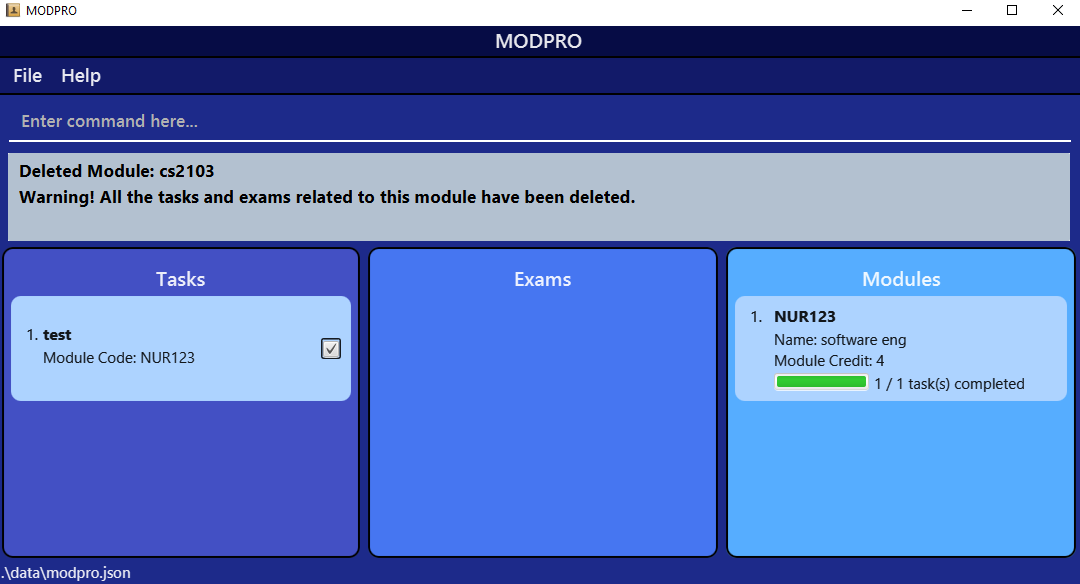 MODPRO
MODPRO
File Help
Enter command here...
Deleted Module: cs2103
Warning! All the tasks and exams related to this module have been deleted.
Tasks
1. test
Module Code: NUR123
Exams
Modules
1. NUR123
Name: software eng
Module Credit: 4
1 / 1 task(s) completed
.\data\modpro.json